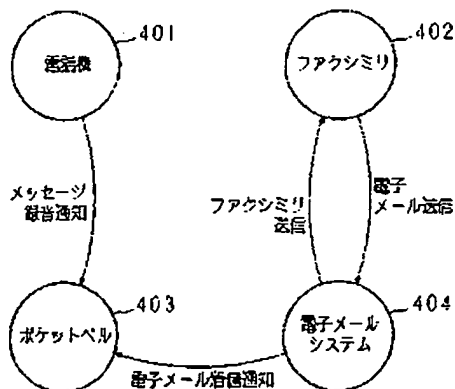 401
電話機
402
ファクシミリ
メッセージ
録音通知
ファクシミリ
送信
電子
メール送信
403
ポケットベル
404
電子メール
システム
電子メール着信通知